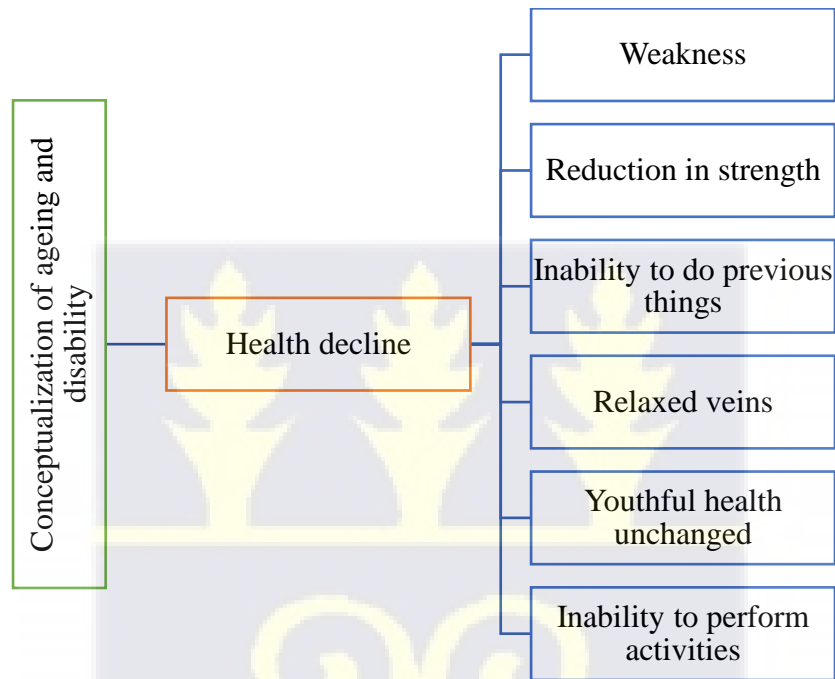 Conceptualization of ageing and
disability
Health decline
Weakness
Reduction in strength
Inability to do previous
things
Relaxed veins
Youthful health
unchanged
Inability to perform
activities